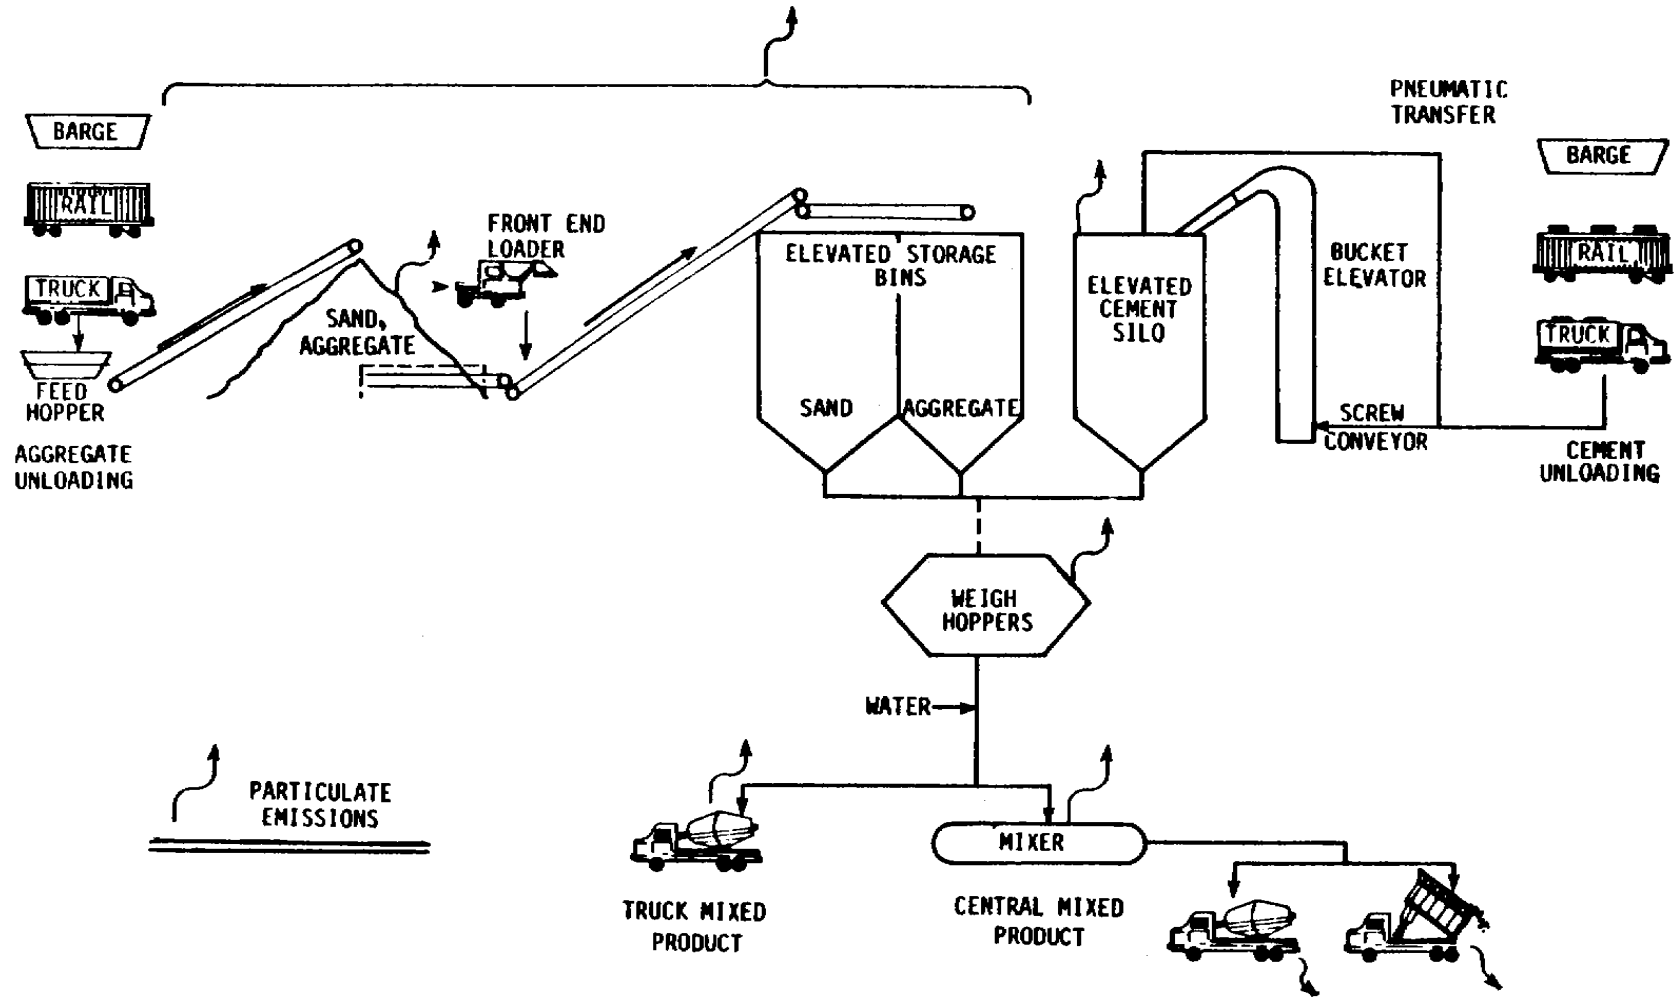 PNEUMATIC
TRANSFER
BARGE
RAIL
TRUCK
FEED
HOPPER
AGGREGATE
UNLOADING
SAND,
AGGREGATE
FRONT END
LOADER
ELEVATED STORAGE
BINS
SAND
AGGREGATE
ELEVATED
CEMENT
SILO
BUCKET
ELEVATOR
SCREW
CONVEYOR
BARGE
RAIL
TRUCK
CEMENT
UNLOADING
WEIGH
HOPPERS
WATER
PARTICULATE
EMISSIONS
TRUCK MIXED
PRODUCT
MIXER
CENTRAL MIXED
PRODUCT